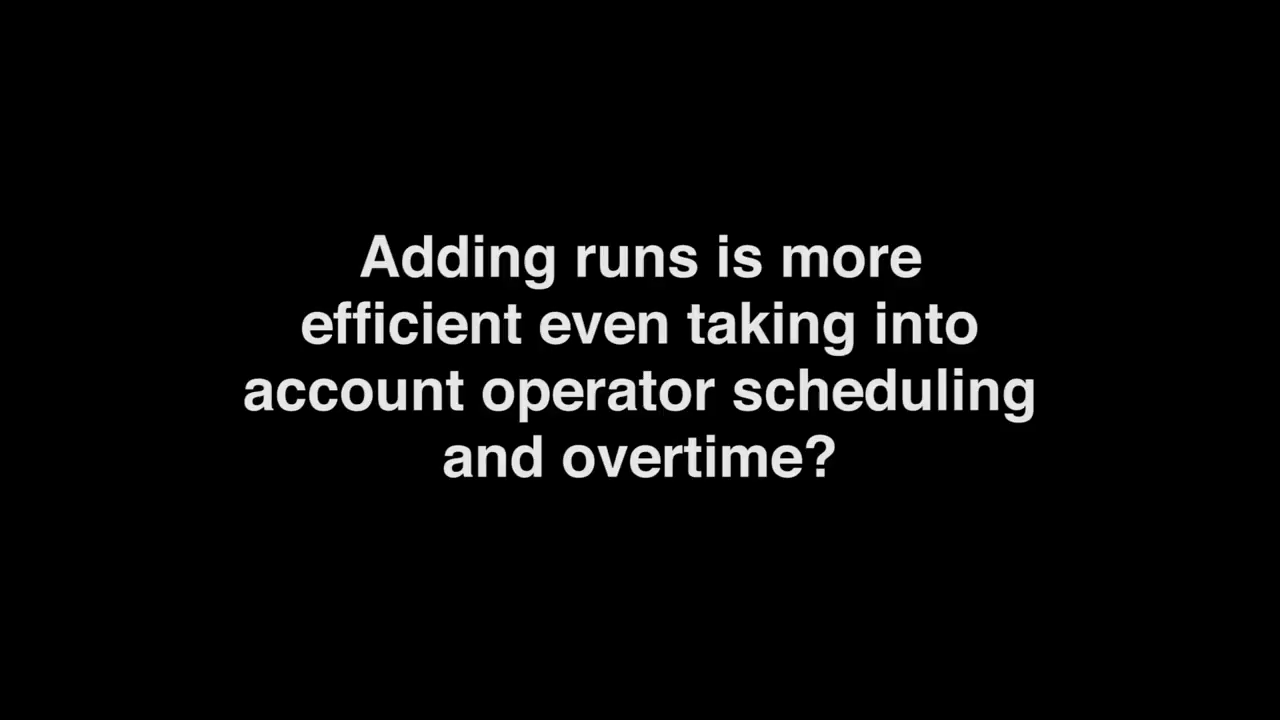 Adding runs is more
efficient even taking into
account operator scheduling
and overtime?